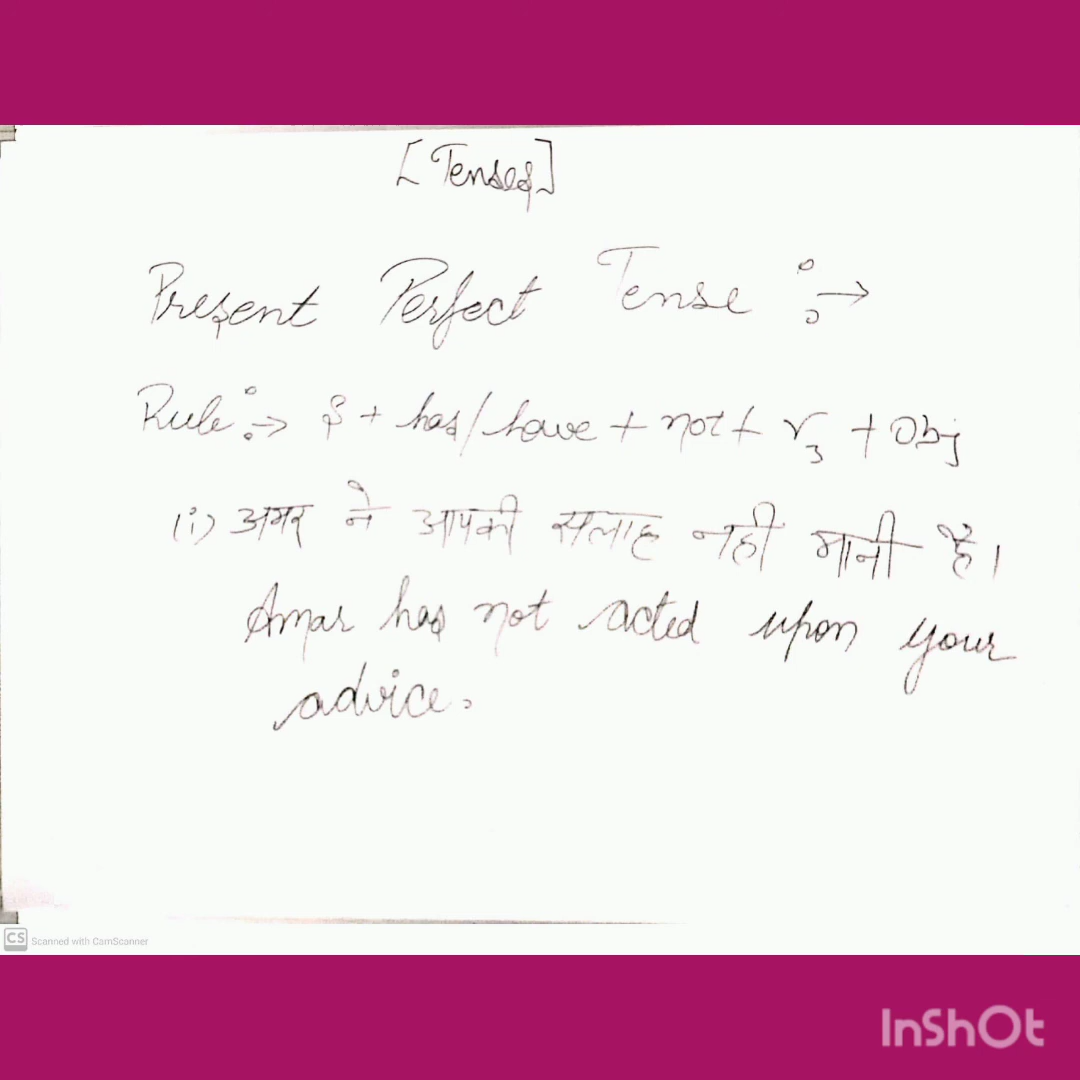 [Tenses]
Present Perfect Tense :→
Rule :→ S + has/have + not + V₃ + Obj
(i) अमर ने आपकी सलाह नही मानी है।
Amar has not acted upon your
advice.
CS Scanned with CamScanner
InShOt